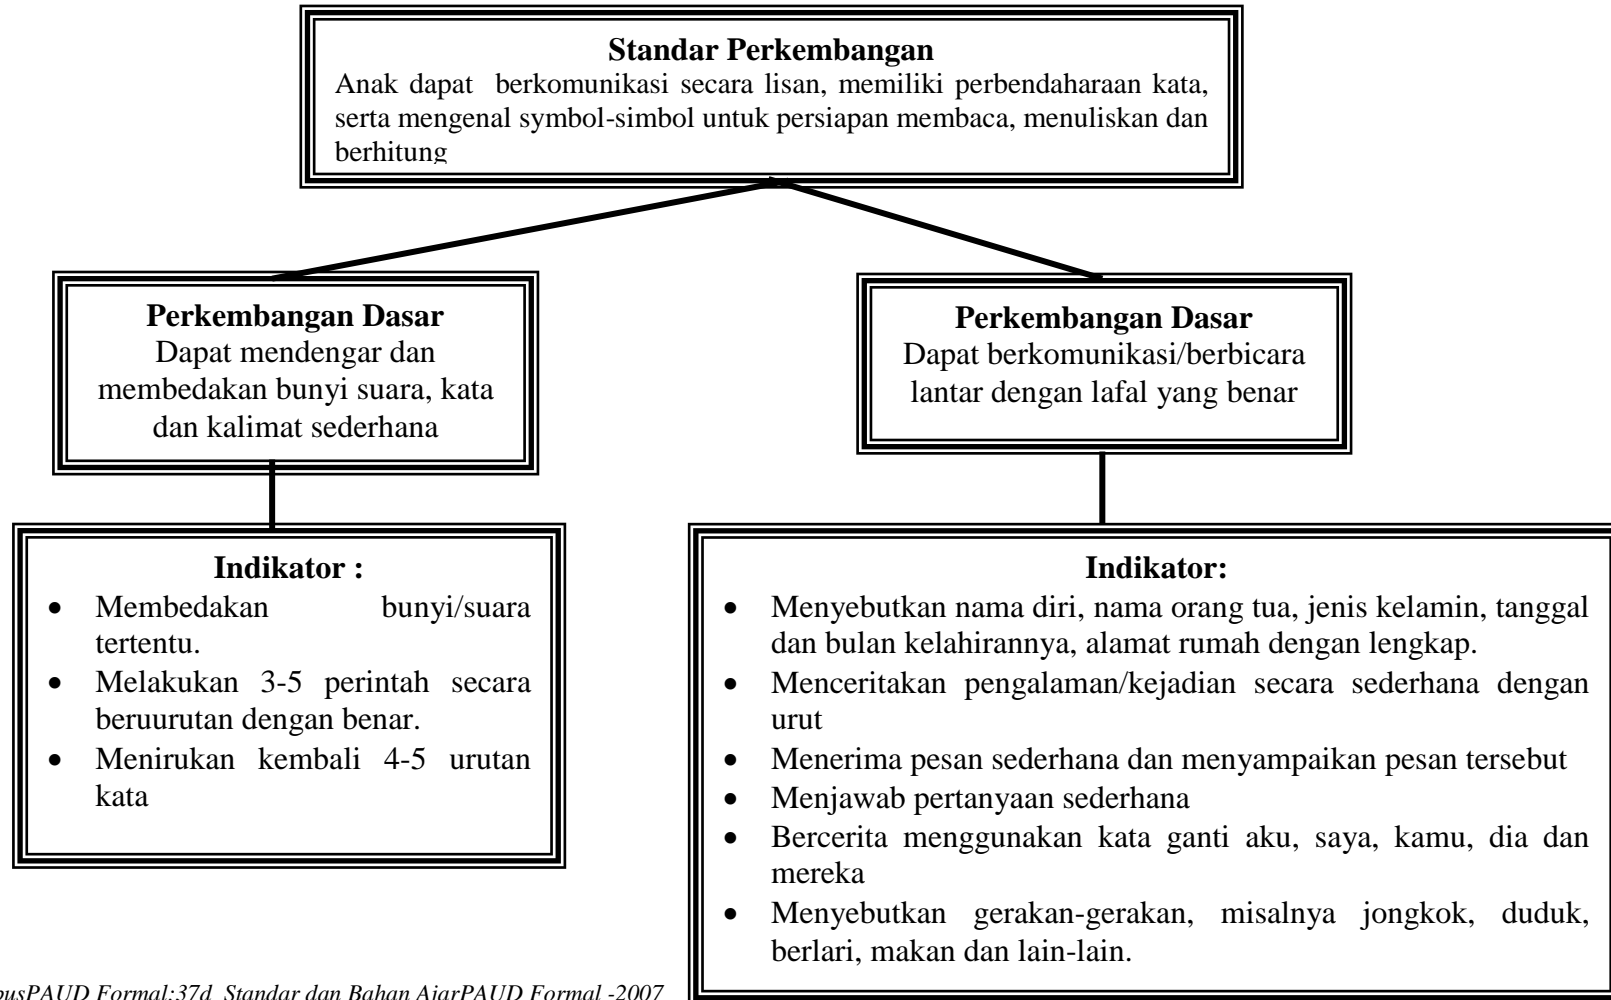 Standar Perkembangan
Anak dapat berkomunikasi secara lisan, memiliki perbendaharaan kata,
serta mengenal symbol-simbol untuk persiapan membaca, menuliskan dan
berhitung
Perkembangan Dasar
Dapat mendengar dan
membedakan bunyi suara, kata
dan kalimat sederhana
Perkembangan Dasar
Dapat berkomunikasi/berbicara
lantar dengan lafal yang benar
Indikator :
• Membedakan bunyi/suara
tertentu.
• Melakukan 3-5 perintah secara
beruurutan dengan benar.
• Menirukan kembali 4-5 urutan
kata
Indikator:
• Menyebutkan nama diri, nama orang tua, jenis kelamin, tanggal
dan bulan kelahirannya, alamat rumah dengan lengkap.
• Menceritakan pengalaman/kejadian secara sederhana dengan
urut
• Menerima pesan sederhana dan menyampaikan pesan tersebut
• Menjawab pertanyaan sederhana
• Bercerita menggunakan kata ganti aku, saya, kamu, dia dan
mereka
• Menyebutkan gerakan-gerakan, misalnya jongkok, duduk,
berlari, makan dan lain-lain.
PAUD Formal;37d Standar dan Bahan AjarPAUD Formal -2007